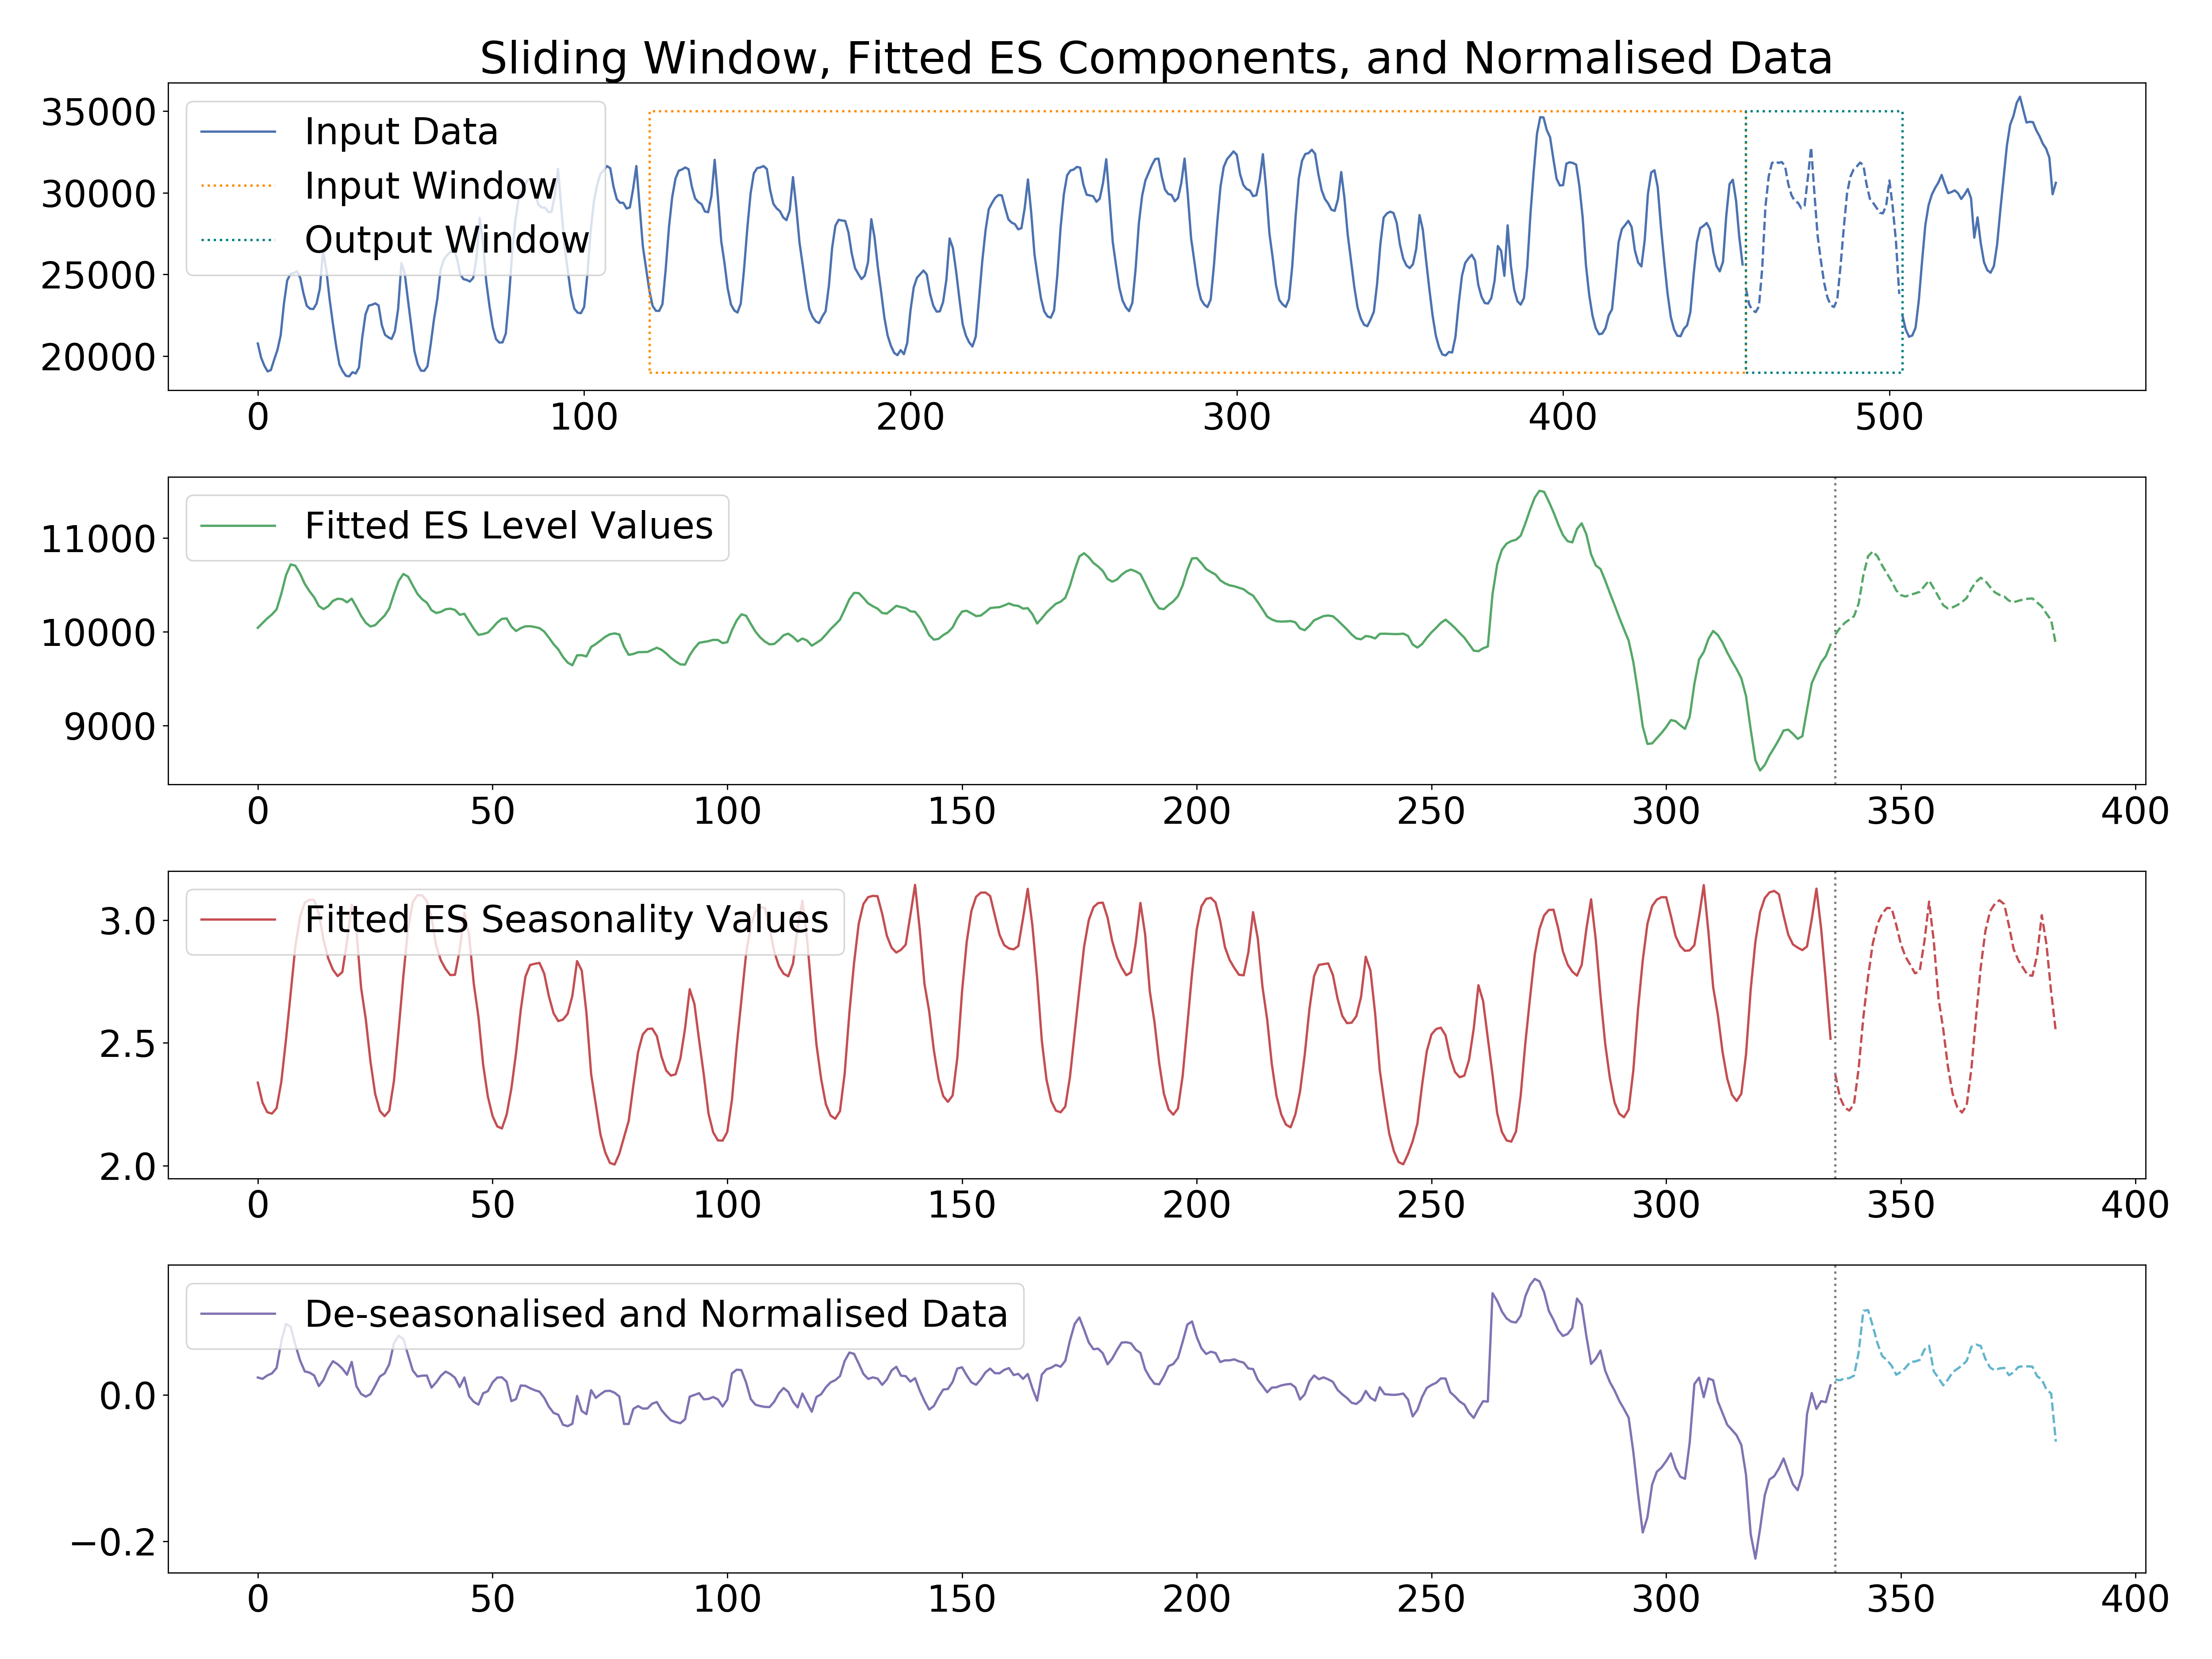 Sliding Window, Fitted ES Components, and Normalised Data
35000
30000
25000
20000
Input Data
Input Window
Output Window
0 100 200 300 400 500
11000
10000
9000
Fitted ES Level Values
0 50 100 150 200 250 300 350 400
3.0
2.5
2.0
Fitted ES Seasonality Values
0 50 100 150 200 250 300 350 400
0.0
−0.2
De-seasonalised and Normalised Data
0 50 100 150 200 250 300 350 400